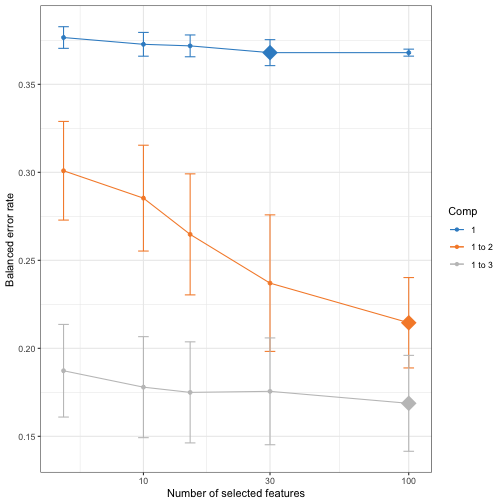 Balanced error rate
0.35
0.30
0.25
0.20
0.15
10
30
100
Number of selected features
Comp
1
1 to 2
1 to 3